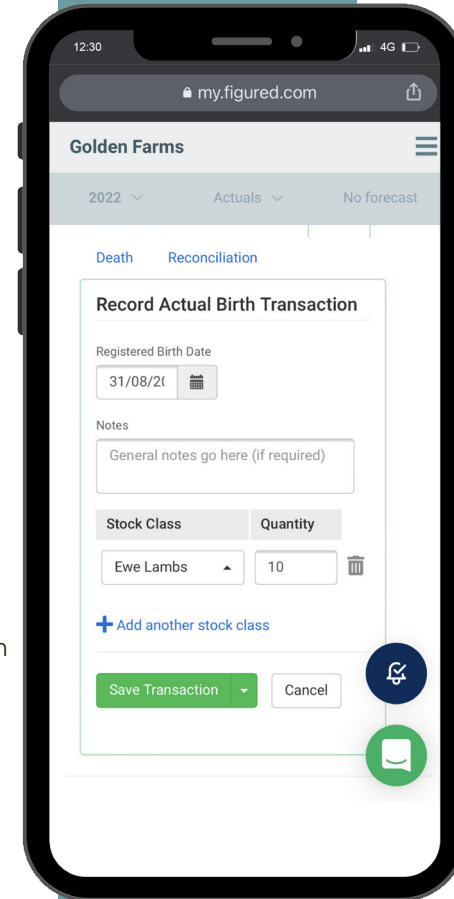 12:30 4G
my.figured.com
Golden Farms
2022 Actuals No forecast
Death Reconciliation
Record Actual Birth Transaction
Registered Birth Date
31/08/20
Notes
General notes go here (if required)
Stock Class Quantity
Ewe Lambs 10
Add another stock class
Save Transaction Cancel